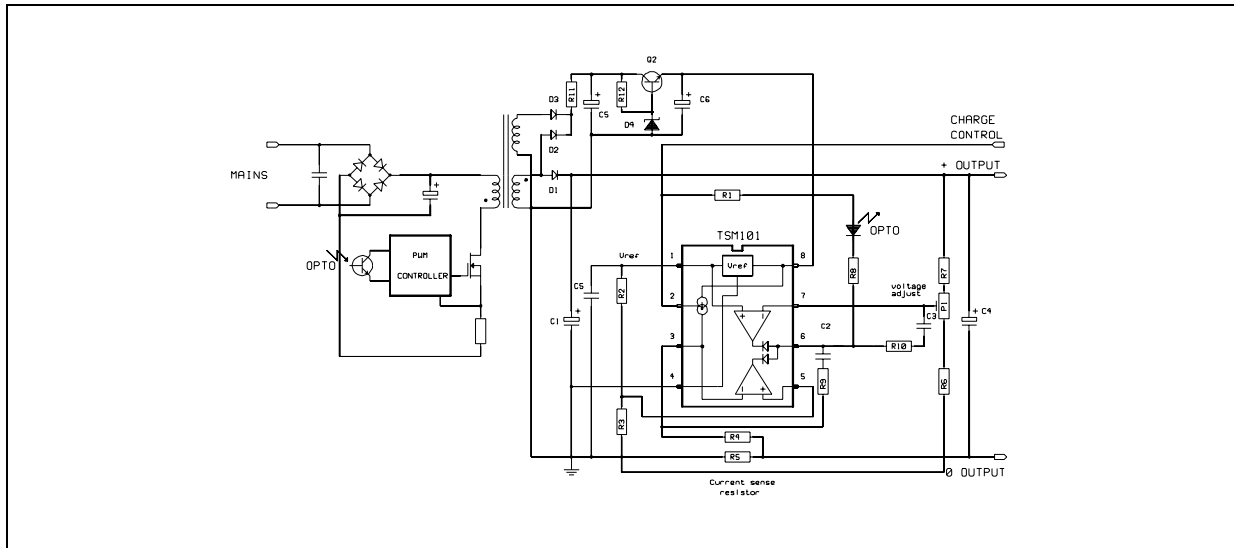 Q2
D3
R11
+
C5
R12
+
C6
D4
D2
CHARGE
CONTROL
+ OUTPUT
MAINS
+
D1
R1
TSM101
OPTO
OPTO
PWM
CONTROLLER
Vref
1
Vref
8
R8
R7
C5
R2
voltage
adjust
2
7
P1
+
C1
+
-
C3
+
C4
3
C2
6
R10
4
-
+
5
R9
R6
R3
R4
R5
0 OUTPUT
Current sense
resistor